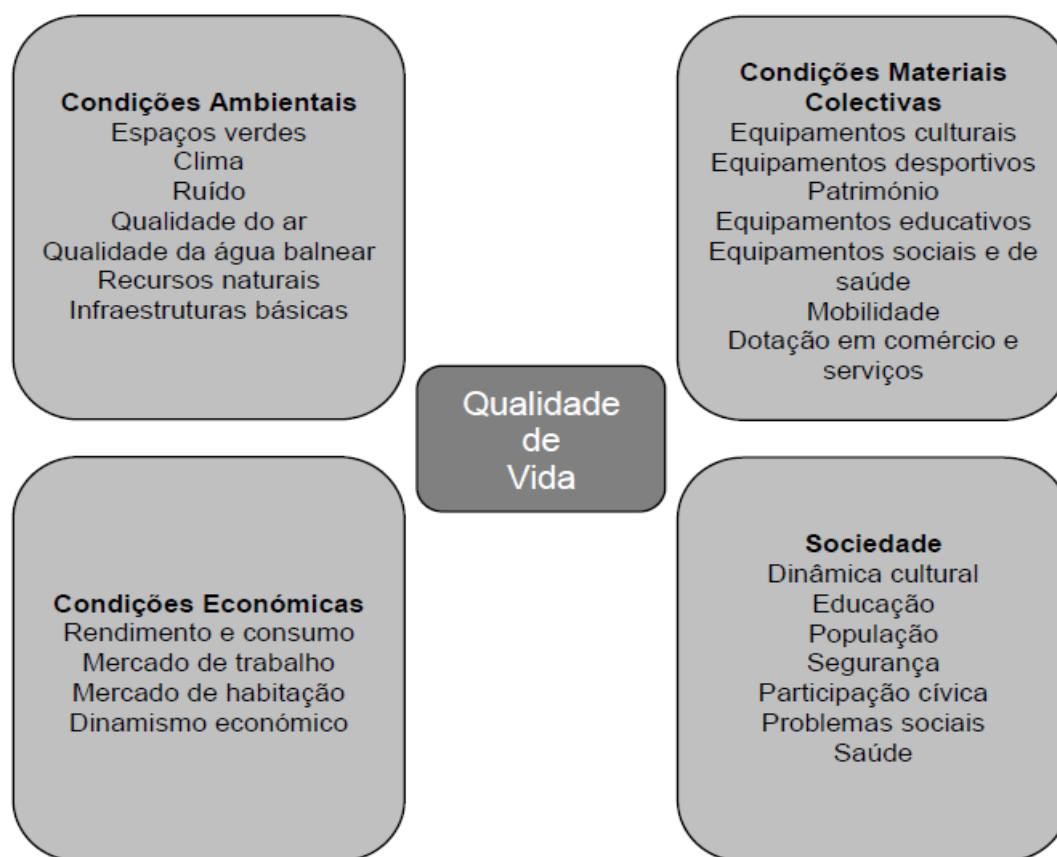 Condições Ambientais
Espaços verdes
Clima
Ruído
Qualidade do ar
Qualidade da água balnear
Recursos naturais
Infraestruturas básicas
Condições Materiais
Colectivas
Equipamentos culturais
Equipamentos desportivos
Património
Equipamentos educativos
Equipamentos sociais e de
saúde
Mobilidade
Dotação em comércio e
serviços
Qualidade
de
Vida
Condições Económicas
Rendimento e consumo
Mercado de trabalho
Mercado de habitação
Dinamismo económico
Sociedade
Dinâmica cultural
Educação
População
Segurança
Participação cívica
Problemas sociais
Saúde